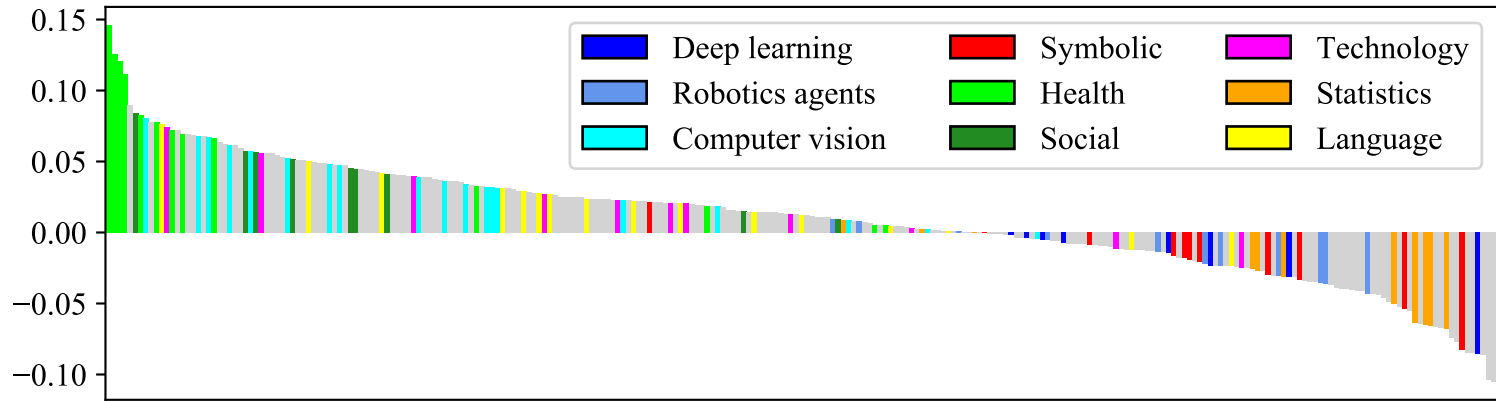 0.15
0.10
0.05
0.00
−0.05
−0.10
Deep learning
Robotics agents
Computer vision
Symbolic
Health
Social
Technology
Statistics
Language